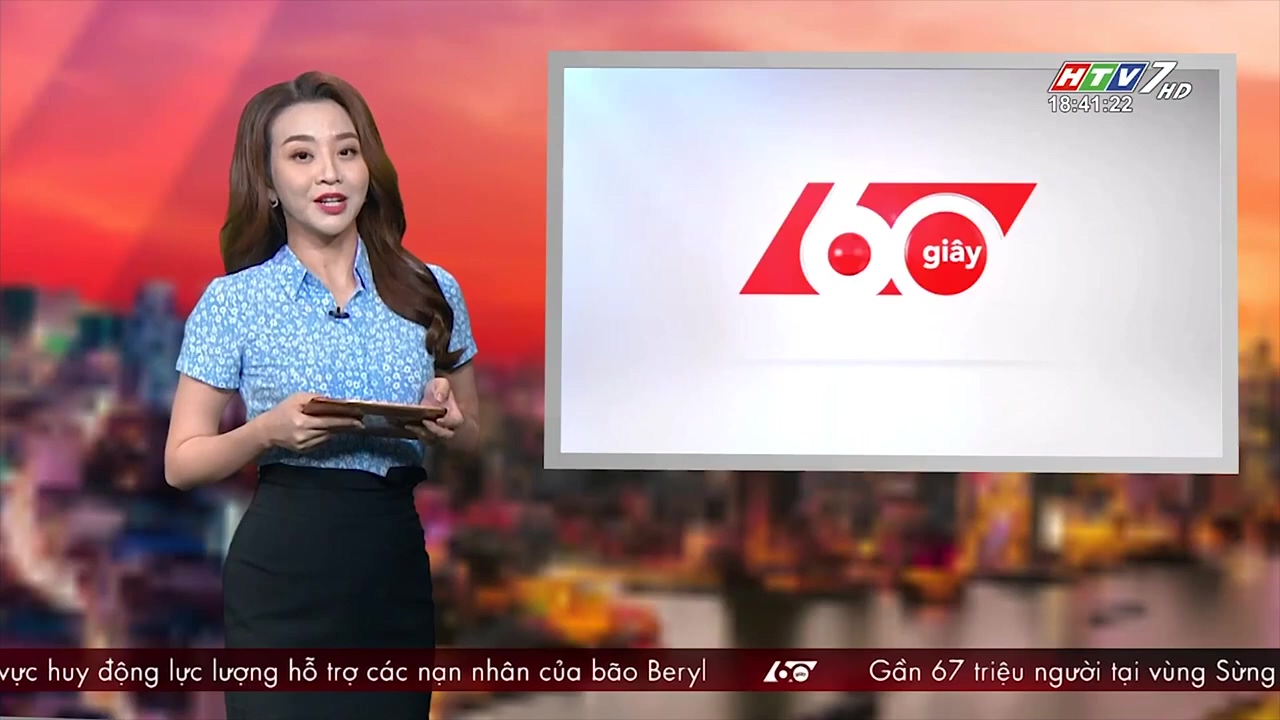 HTV7 HD
18:41:22
60 giây
vực huy động lực lượng hỗ trợ các nạn nhân của bão Beryl 60 giây Gần 67 triệu người tại vùng Sừng